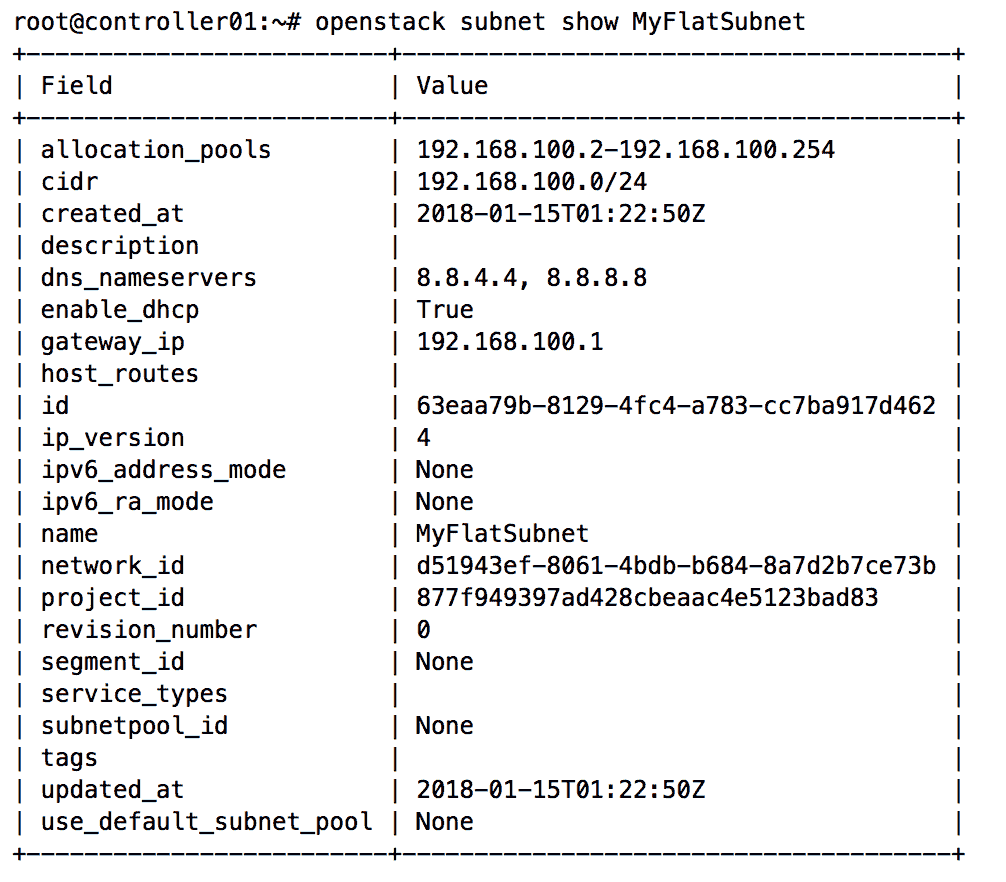 root@controller01:~# openstack subnet show MyFlatSubnet
+-------------------------+--------------------------------------+
| Field                   | Value                                |
+-------------------------+--------------------------------------+
| allocation_pools        | 192.168.100.2-192.168.100.254        |
| cidr                    | 192.168.100.0/24                     |
| created_at              | 2018-01-15T01:22:50Z                 |
| description             |                                      |
| dns_nameservers         | 8.8.4.4, 8.8.8.8                     |
| enable_dhcp             | True                                 |
| gateway_ip              | 192.168.100.1                        |
| host_routes             |                                      |
| id                      | 63eaa79b-8129-4fc4-a783-cc7ba917d462 |
| ip_version              | 4                                    |
| ipv6_address_mode       | None                                 |
| ipv6_ra_mode            | None                                 |
| name                    | MyFlatSubnet                         |
| network_id              | d51943ef-8061-4bdb-b684-8a7d2b7ce73b |
| project_id              | 877f949397ad428cbeaac4e5123bad83     |
| revision_number         | 0                                    |
| segment_id              | None                                 |
| service_types           |                                      |
| subnetpool_id           | None                                 |
| tags                    |                                      |
| updated_at              | 2018-01-15T01:22:50Z                 |
| use_default_subnet_pool | None                                 |
+-------------------------+--------------------------------------+